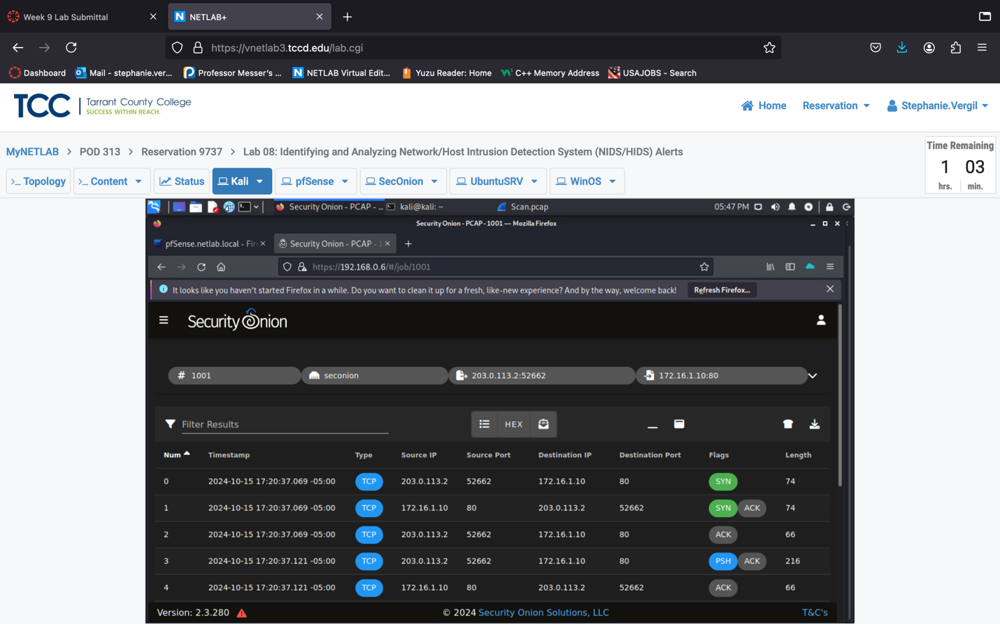 Week 9 Lab Submittal
NETLAB+
https://vnetlab3.tccd.edu/lab.cgi
Dashboard
Mail - stephanie.ver...
Professor Messer's ...
NETLAB Virtual Edit...
Yuzu Reader: Home
C++ Memory Address
USAJOBS - Search
TCC
Tarrant County College
SUCCESS WITHIN REACH.
Home
Reservation
Stephanie.Vergil
MyNETLAB > POD 313 > Reservation 9737 > Lab 08: Identifying and Analyzing Network/Host Intrusion Detection System (NIDS/HIDS) Alerts
Time Remaining
1 03
hrs. min.
>_ Topology
>_ Content
Status
Kali
pfSense
SecOnion
UbuntuSRV
WinOS
Security Onion - PCAP - ...
kali@kali: ~
Scan.pcap
05:47 PM
Security Onion - PCAP - 1001 — Mozilla Firefox
pfSense.netlab.local - Fir
Security Onion - PCAP - 1
https://192.168.0.6/#/job/1001
It looks like you haven't started Firefox in a while. Do you want to clean it up for a fresh, like-new experience? And by the way, welcome back!
Refresh Firefox...
Security Onion
# 1001
seconion
203.0.113.2:52662
172.16.1.10:80
Filter Results
HEX
Num Timestamp Type Source IP Source Port Destination IP Destination Port Flags Length
0 2024-10-15 17:20:37.069 -05:00 TCP 203.0.113.2 52662 172.16.1.10 80 SYN 74
1 2024-10-15 17:20:37.069 -05:00 TCP 172.16.1.10 80 203.0.113.2 52662 SYN ACK 74
2 2024-10-15 17:20:37.069 -05:00 TCP 203.0.113.2 52662 172.16.1.10 80 ACK 66
3 2024-10-15 17:20:37.121 -05:00 TCP 203.0.113.2 52662 172.16.1.10 80 PSH ACK 216
4 2024-10-15 17:20:37.121 -05:00 TCP 172.16.1.10 80 203.0.113.2 52662 ACK 66
Version: 2.3.280
© 2024 Security Onion Solutions, LLC
T&C's